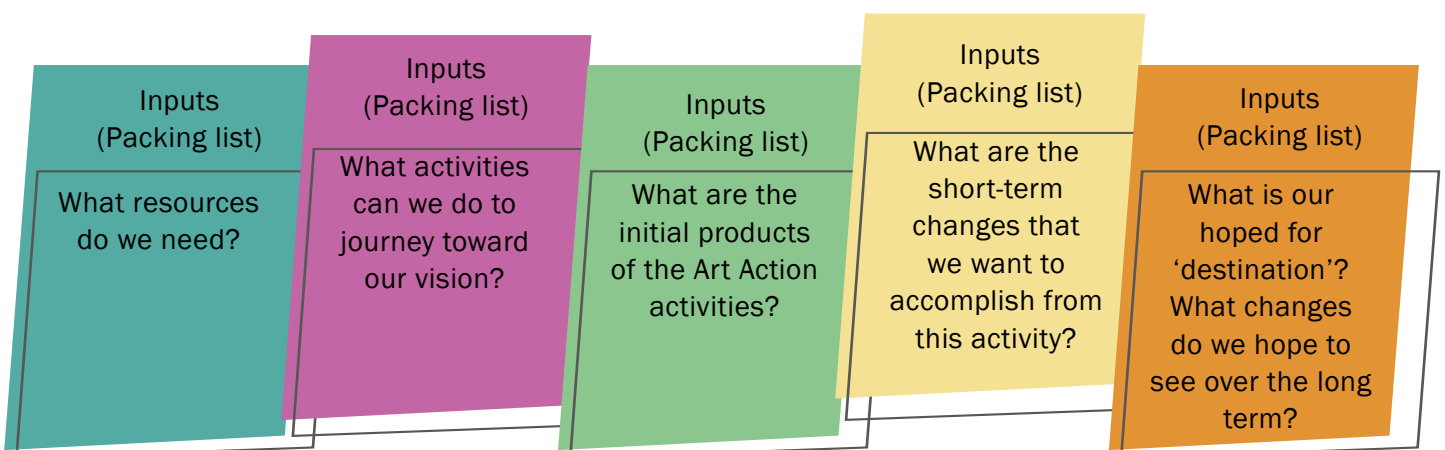 Inputs
(Packing list)
What resources
do we need?
Inputs
(Packing list)
What activities
can we do to
journey toward
our vision?
Inputs
(Packing list)
What are the
initial products
of the Art Action
activities?
Inputs
(Packing list)
What are the
short-term
changes that
we want to
accomplish from
this activity?
Inputs
(Packing list)
What is our
hoped for
‘destination’?
What changes
do we hope to
see over the long
term?